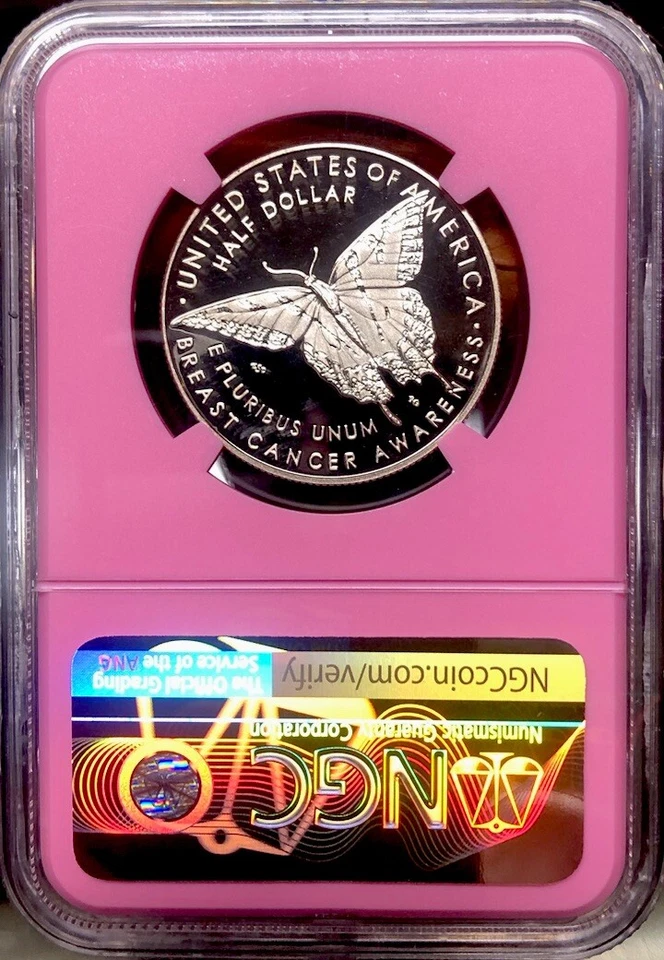 · UNITED STATES OF AMERICA ·
HALF DOLLAR
E PLURIBUS UNUM
BREAST CANCER AWARENESS
NGC
Numismatic Guaranty Corporation
NGCcoin.com/verify
The Official Grading
Service of the ANG